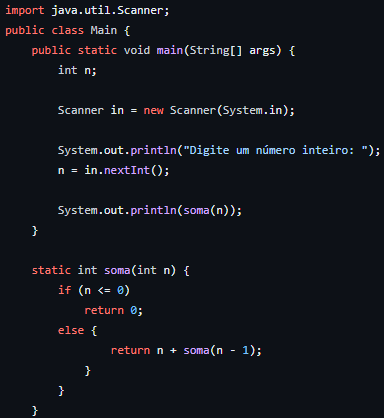 import java.util.Scanner;
public class Main {
    public static void main(String[] args) {
        int n;

        Scanner in = new Scanner(System.in);

        System.out.println("Digite um número inteiro: ");
        n = in.nextInt();

        System.out.println(soma(n));
    }

    static int soma(int n) {
        if (n <= 0)
            return 0;
        else {
                return n + soma(n - 1);
            }
        }
    }